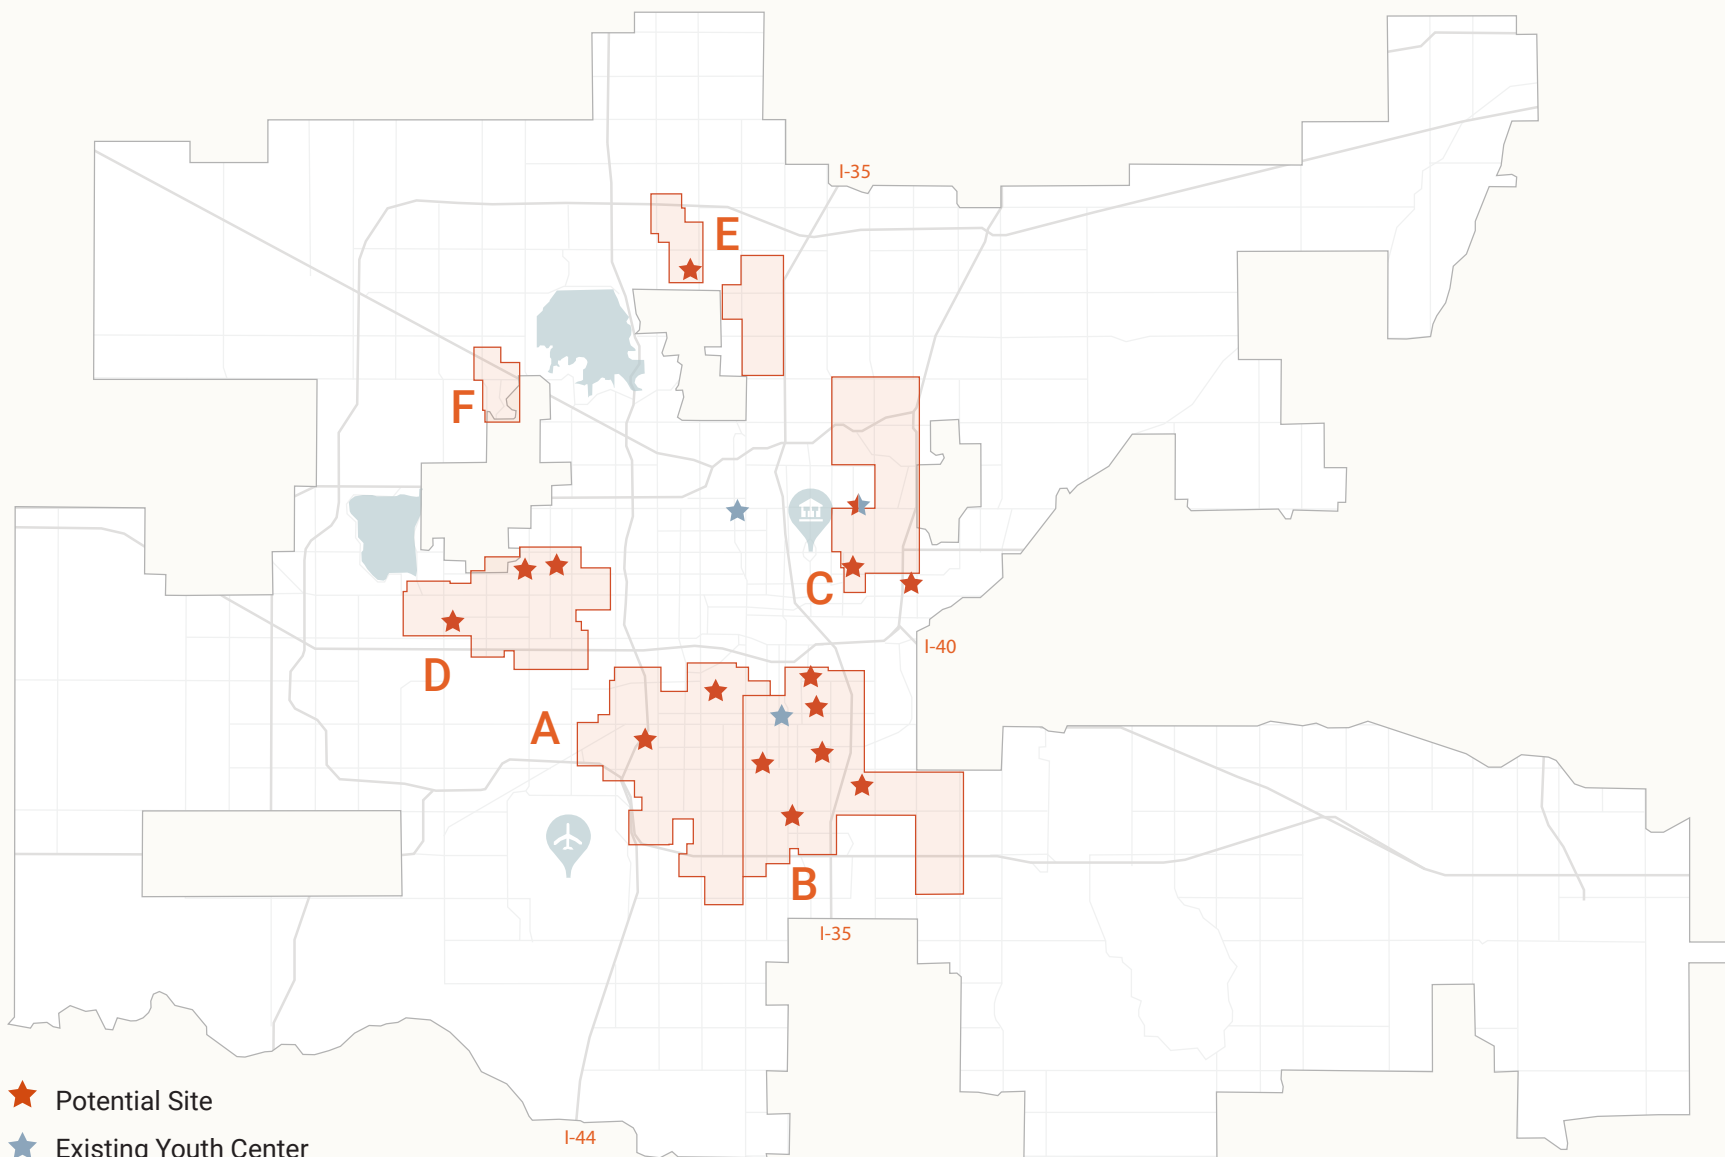 I-35
E
F
C
I-40
D
A
B
I-35
Potential Site
I-44
Existing Youth Center